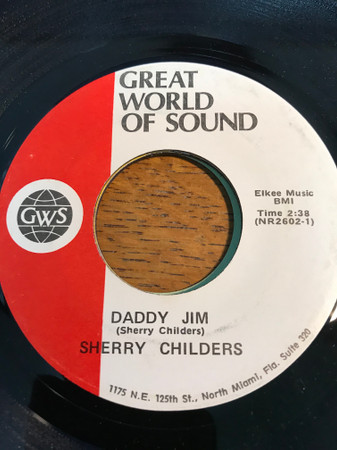 GREAT
WORLD
OF SOUND
GWS
Elkee Music
BMI
Time 2:38
(NR2602-1)
DADDY JIM
(Sherry Childers)
SHERRY CHILDERS
1175 N.E. 125th St., North Miami, Fla. Suite 320